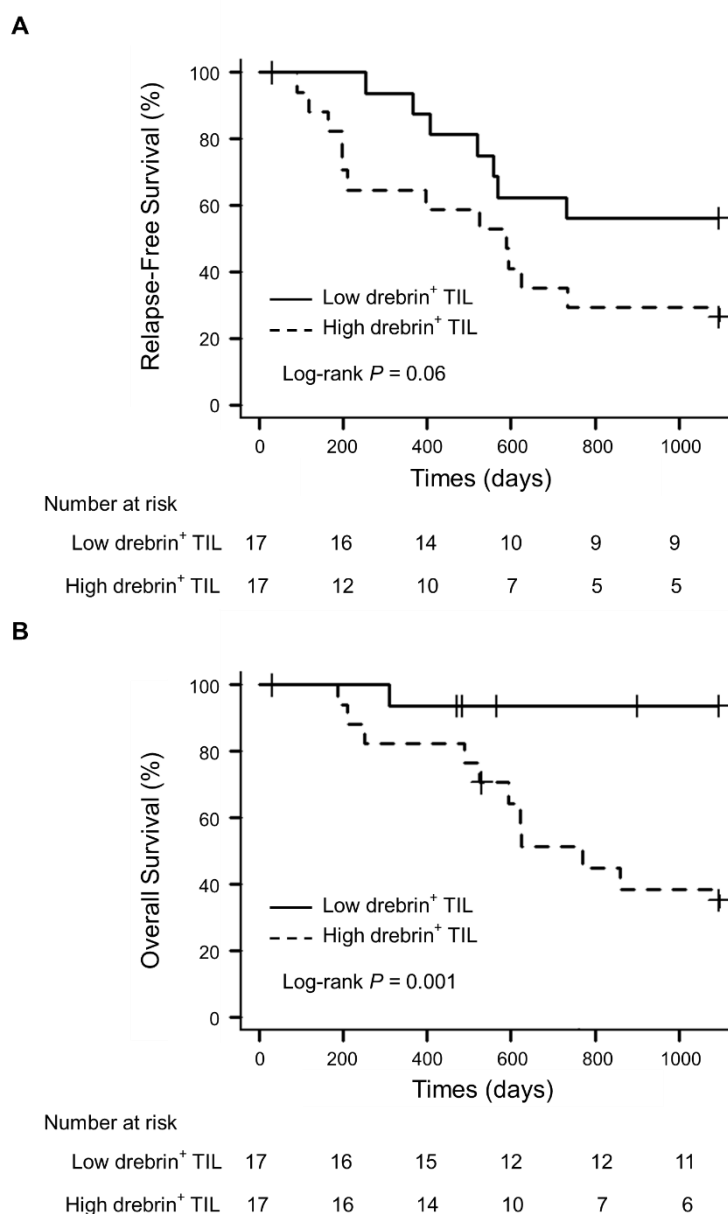 A
Relapse-Free Survival (%)
100
80
60
40
20
0
Low drebrin⁺ TIL
High drebrin⁺ TIL
Log-rank P = 0.06
0 200 400 600 800 1000
Times (days)
Number at risk
Low drebrin⁺ TIL 17 16 14 10 9 9
High drebrin⁺ TIL 17 12 10 7 5 5
B
Overall Survival (%)
100
80
60
40
20
0
Low drebrin⁺ TIL
High drebrin⁺ TIL
Log-rank P = 0.001
0 200 400 600 800 1000
Times (days)
Number at risk
Low drebrin⁺ TIL 17 16 15 12 12 11
High drebrin⁺ TIL 17 16 14 10 7 6